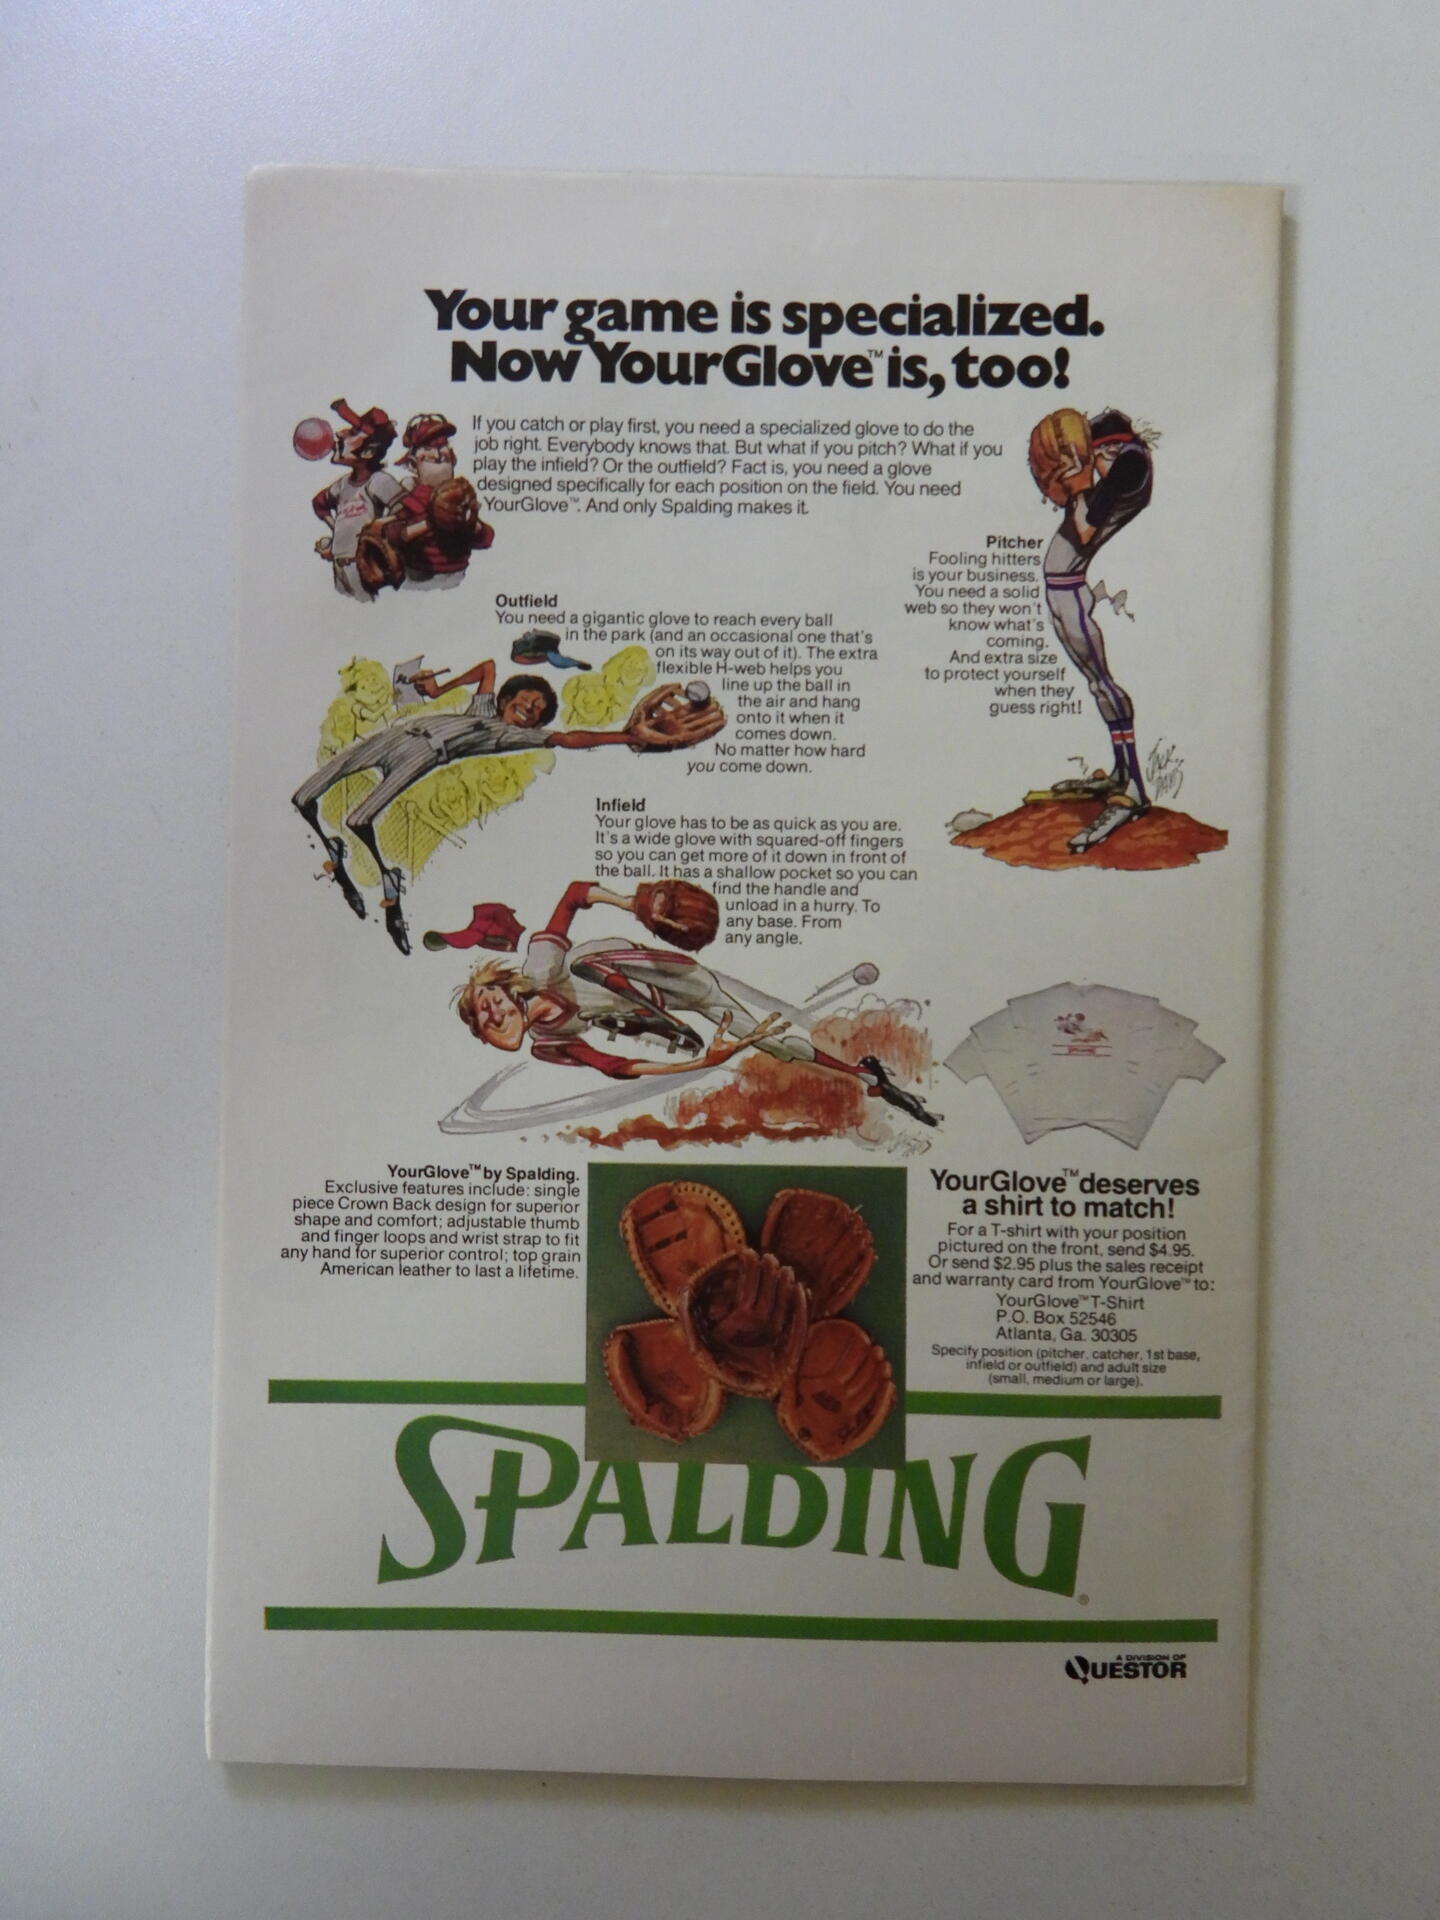 Your game is specialized.
Now YourGlove™ is, too!
If you catch or play first, you need a specialized glove to do the
job right. Everybody knows that. But what if you pitch? What if you
play the infield? Or the outfield? Fact is, you need a glove
designed specifically for each position on the field. You need
YourGlove™. And only Spalding makes it.
Pitcher
Fooling hitters
is your business.
You need a solid
web so they won't
know what's
coming.
And extra size
to protect yourself
when they
guess right!
JACK
DAVIS
Outfield
You need a gigantic glove to reach every ball
in the park (and an occasional one that's
on its way out of it). The extra
flexible H-web helps you
line up the ball in
the air and hang
onto it when it
comes down.
No matter how hard
you come down.
Infield
Your glove has to be as quick as you are.
It's a wide glove with squared-off fingers
so you can get more of it down in front of
the ball. It has a shallow pocket so you can
find the handle and
unload in a hurry. To
any base. From
any angle.
YourGlove™ by Spalding.
Exclusive features include: single
piece Crown Back design for superior
shape and comfort; adjustable thumb
and finger loops and wrist strap to fit
any hand for superior control; top grain
American leather to last a lifetime.
YourGlove™ deserves
a shirt to match!
For a T-shirt with your position
pictured on the front, send $4.95.
Or send $2.95 plus the sales receipt
and warranty card from YourGlove™ to:
YourGlove™ T-Shirt
P.O. Box 52546
Atlanta, Ga. 30305
Specify position (pitcher, catcher, 1st base,
infield or outfield) and adult size
(small, medium or large).
SPALDING®
A DIVISION OF
QUESTOR